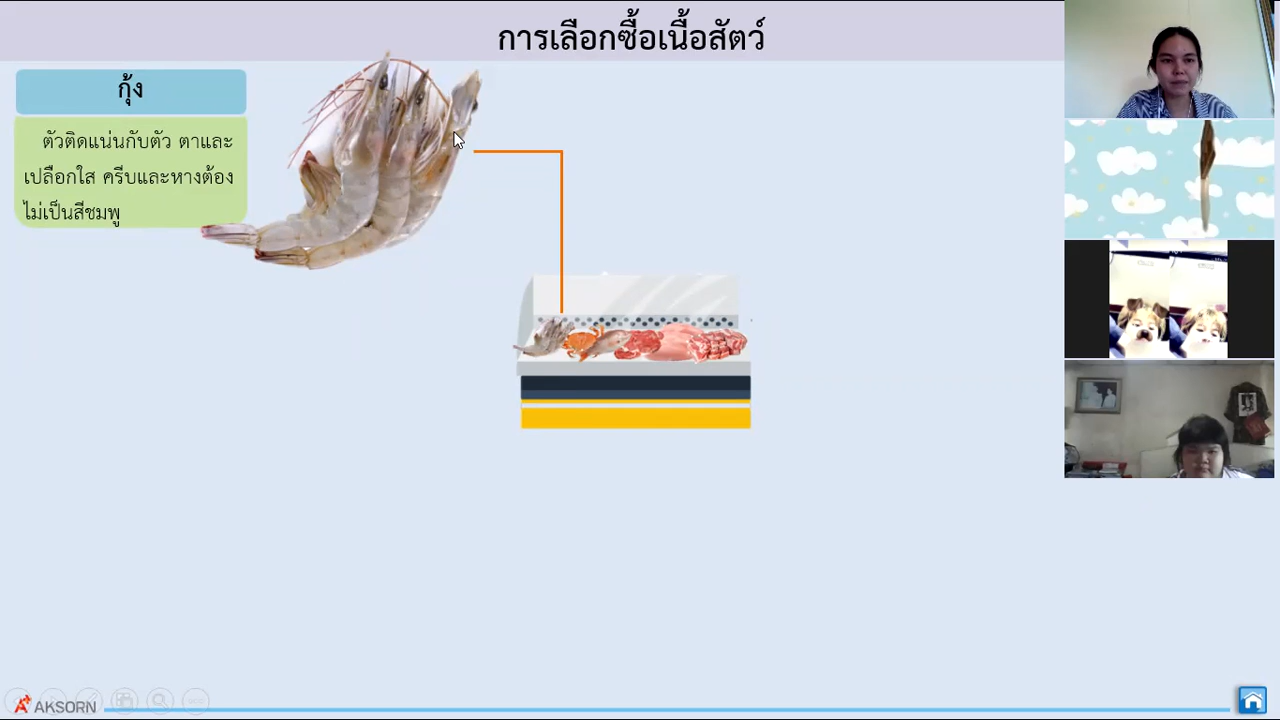 การเลือกซื้อเนื้อสัตว์
กุ้ง
ตัวติดแน่นกับตัว ตาและ
เปลือกใส ครีบและหางต้อง
ไม่เป็นสีชมพู
AKSORN